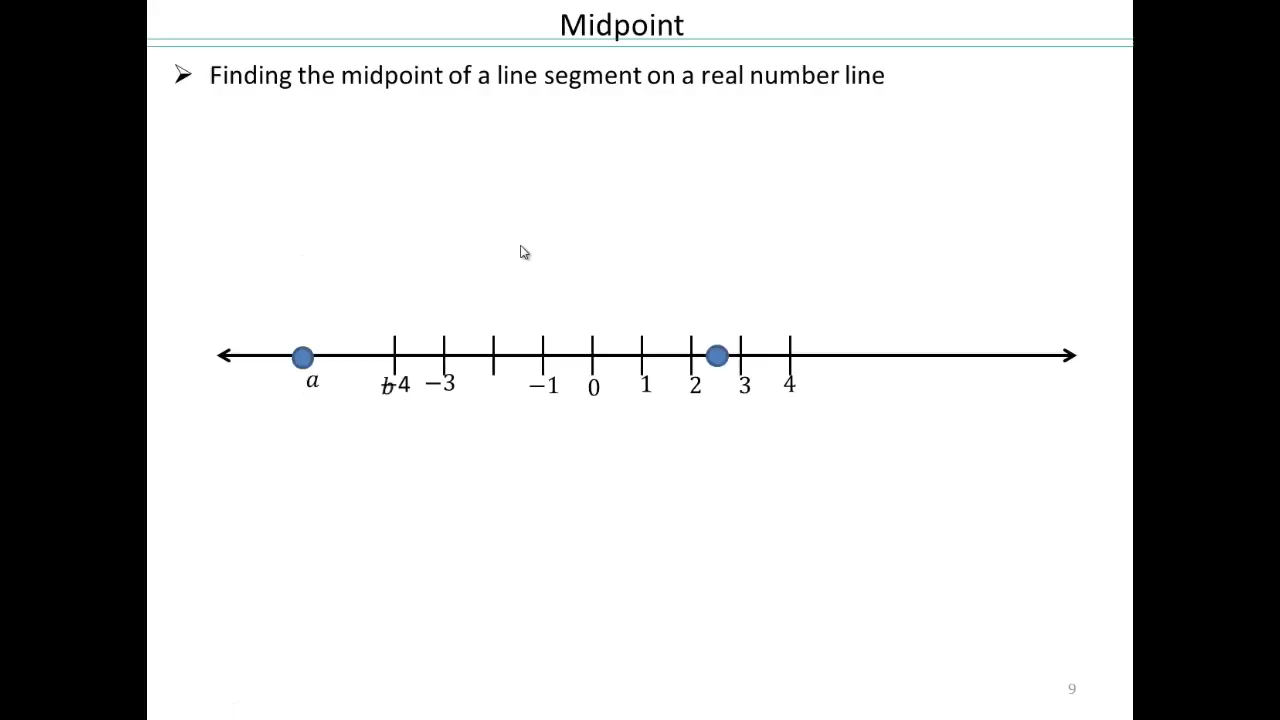 Midpoint
➢ Finding the midpoint of a line segment on a real number line
a b −4 −3 −1 0 1 2 3 4
9